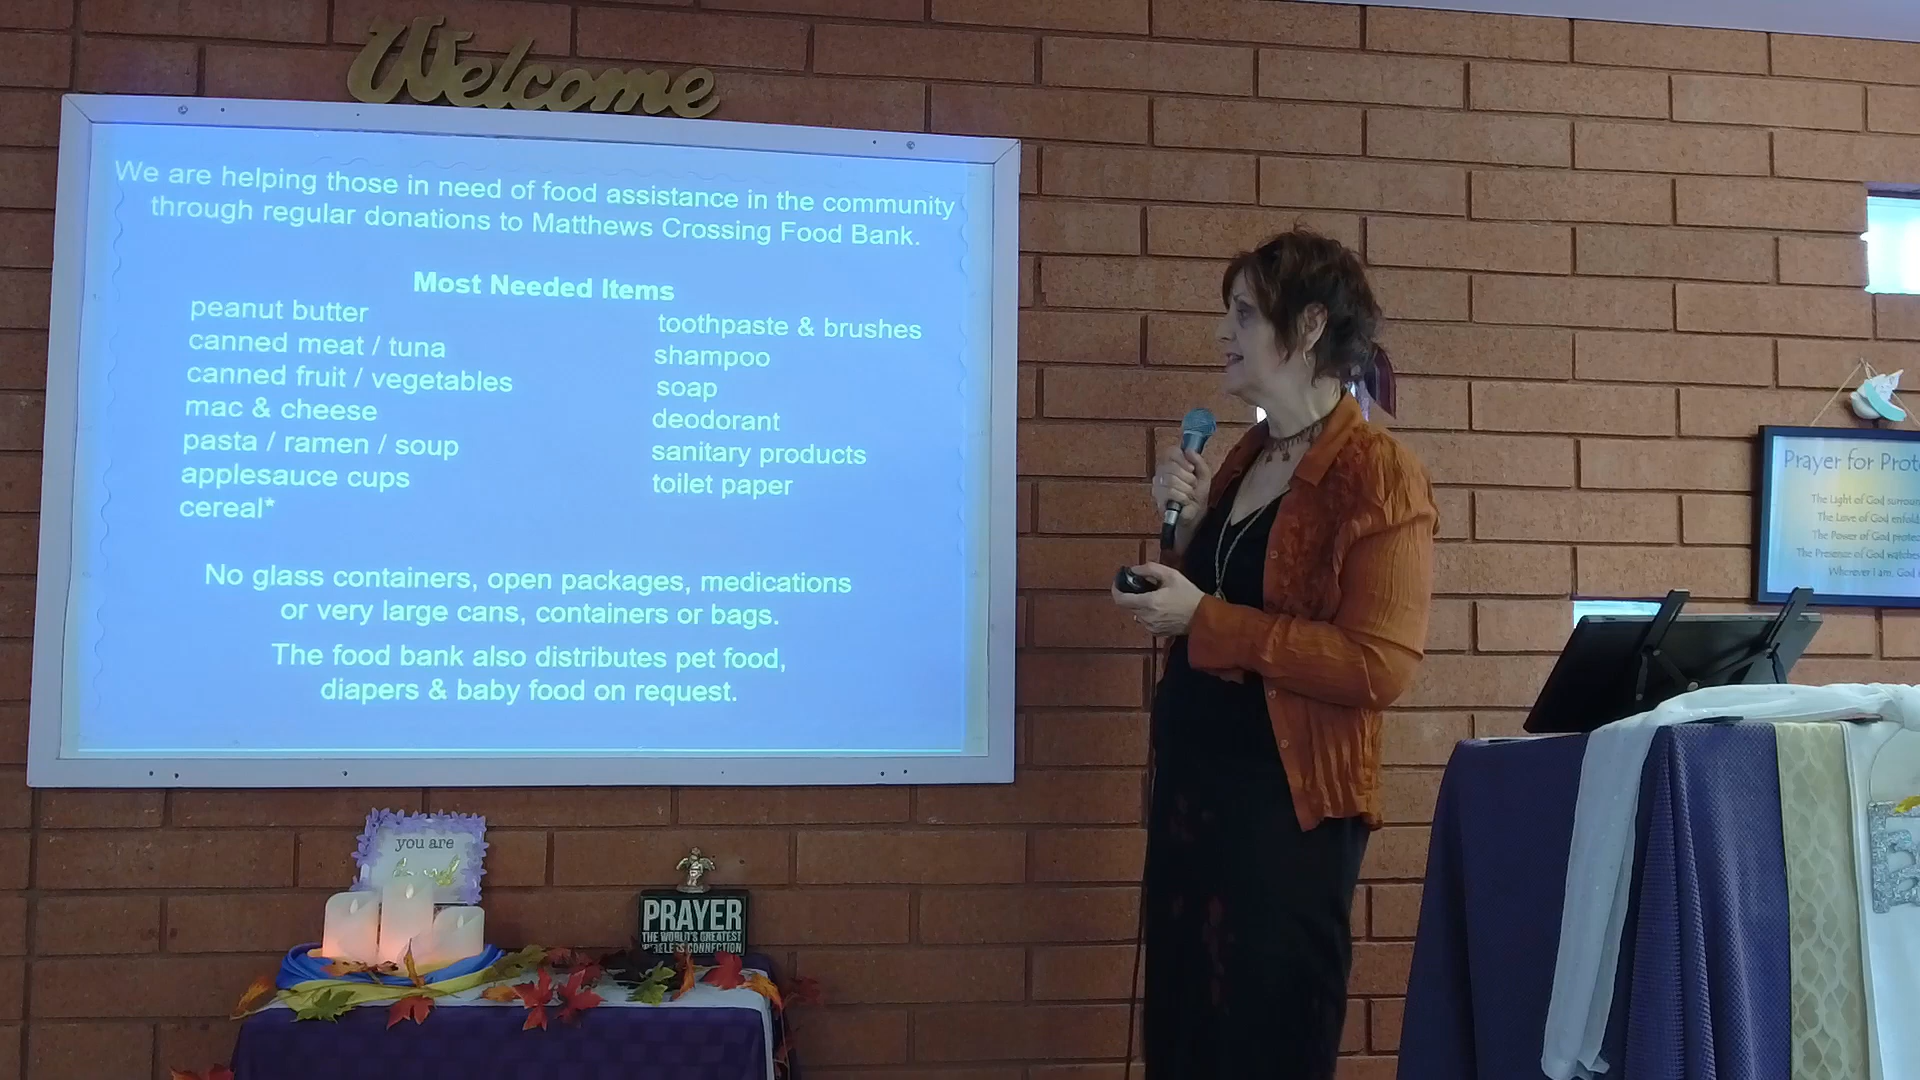 Welcome
We are helping those in need of food assistance in the community
through regular donations to Matthews Crossing Food Bank.
Most Needed Items
peanut butter
canned meat / tuna
canned fruit / vegetables
mac & cheese
pasta / ramen / soup
applesauce cups
cereal*
toothpaste & brushes
shampoo
soap
deodorant
sanitary products
toilet paper
No glass containers, open packages, medications
or very large cans, containers or bags.
The food bank also distributes pet food,
diapers & baby food on request.
you are
PRAYER
THE WORLD'S GREATEST
WIRELESS CONNECTION
Prayer for
The Light of God
The Love of God
The Power of God
The Presence of God
Wherever I am, God